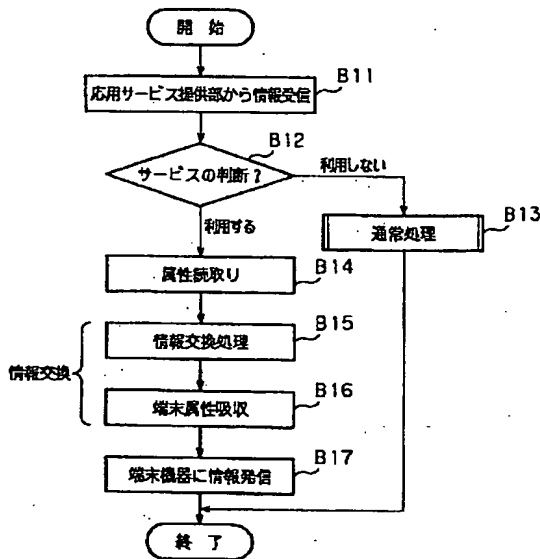 開 始
B11
応用サービス提供部から情報受信
B12
サービスの判断?
利用しない
利用する
B13
通常処理
属性読取り
B14
情報交換
情報交換処理
B15
端末属性吸収
B16
端末機器に情報発信
B17
終 了